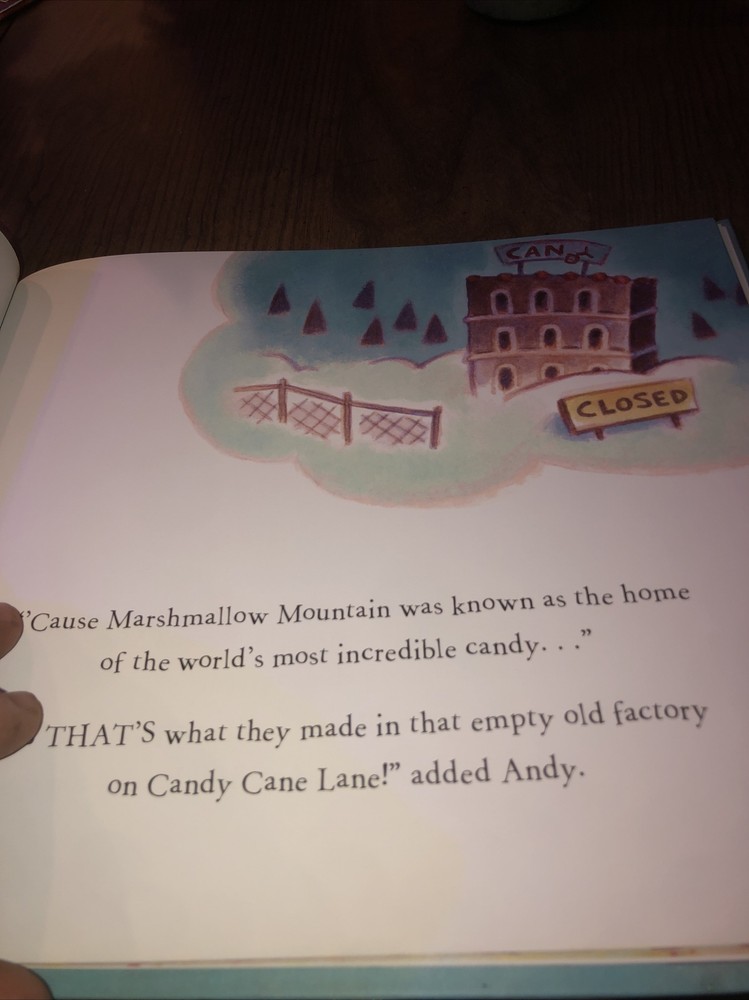 CANDY
CLOSED
"'Cause Marshmallow Mountain was known as the home
of the world's most incredible candy. . ."
THAT'S what they made in that empty old factory
on Candy Cane Lane!" added Andy.